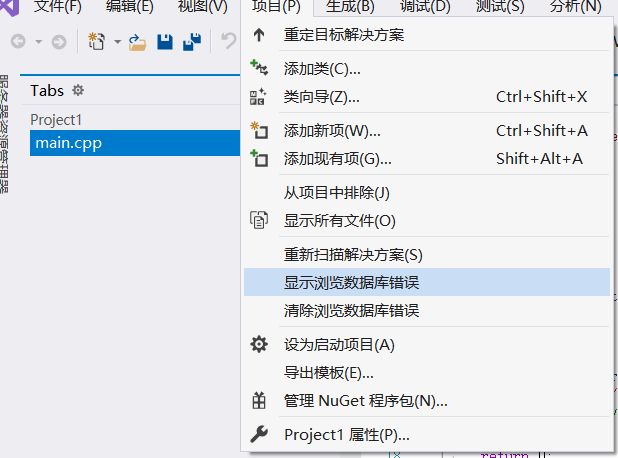 文件(F) 编辑(E) 视图(V) 项目(P) 生成(B) 调试(D) 测试(S) 分析(N)
服务器资源管理器
Tabs
Project1
main.cpp
重定目标解决方案
添加类(C)...
类向导(Z)... Ctrl+Shift+X
添加新项(W)... Ctrl+Shift+A
添加现有项(G)... Shift+Alt+A
从项目中排除(J)
显示所有文件(O)
重新扫描解决方案(S)
显示浏览数据库错误
清除浏览数据库错误
设为启动项目(A)
导出模板(E)...
管理 NuGet 程序包(N)...
Project1 属性(P)...